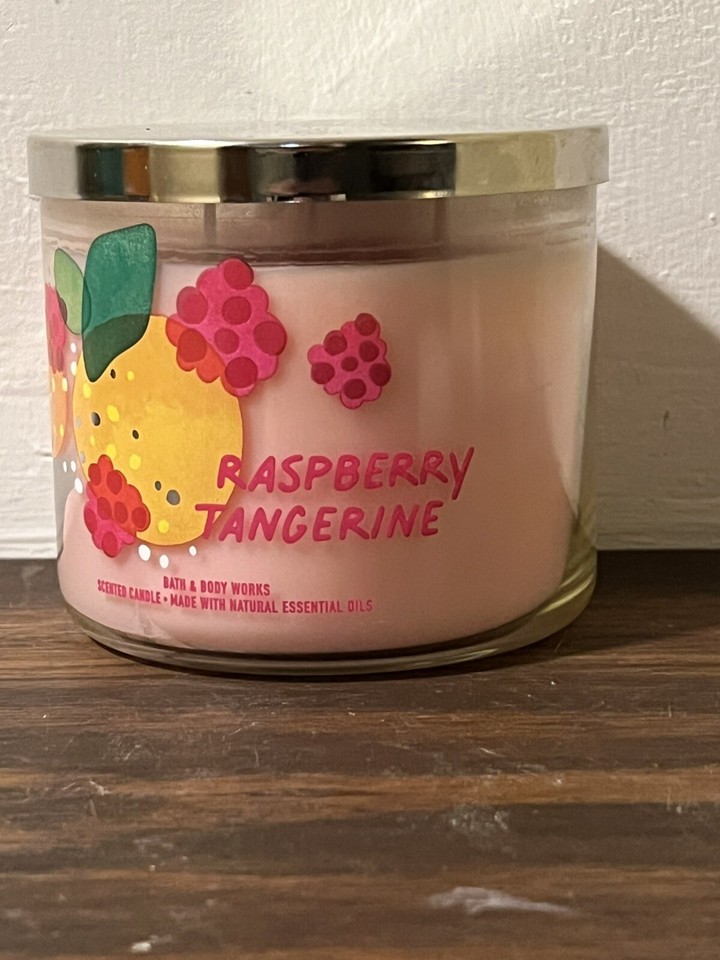 RASPBERRY
TANGERINE
BATH & BODY WORKS
SCENTED CANDLE • MADE WITH NATURAL ESSENTIAL OILS